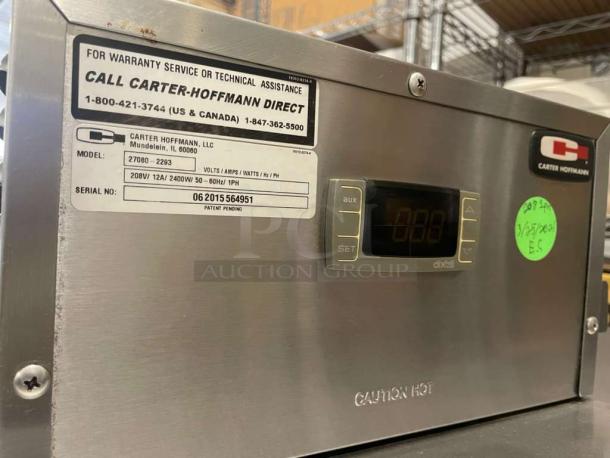 FOR WARRANTY SERVICE OR TECHNICAL ASSISTANCE
CALL CARTER-HOFFMANN DIRECT
1-800-421-3744 (US & CANADA) 1-847-362-5500
CARTER HOFFMANN, LLC
Mundelein, IL 60060
MODEL: 27080-2293
VOLTS / AMPS / WATTS / Hz / PH
208V/ 12A/ 2400W/ 50-60Hz/ 1PH
SERIAL NO: 06 2015 564951
PATENT PENDING
CARTER HOFFMANN
aux
SET
dixell
AUCTION GROUP
E.S
CAUTION HOT